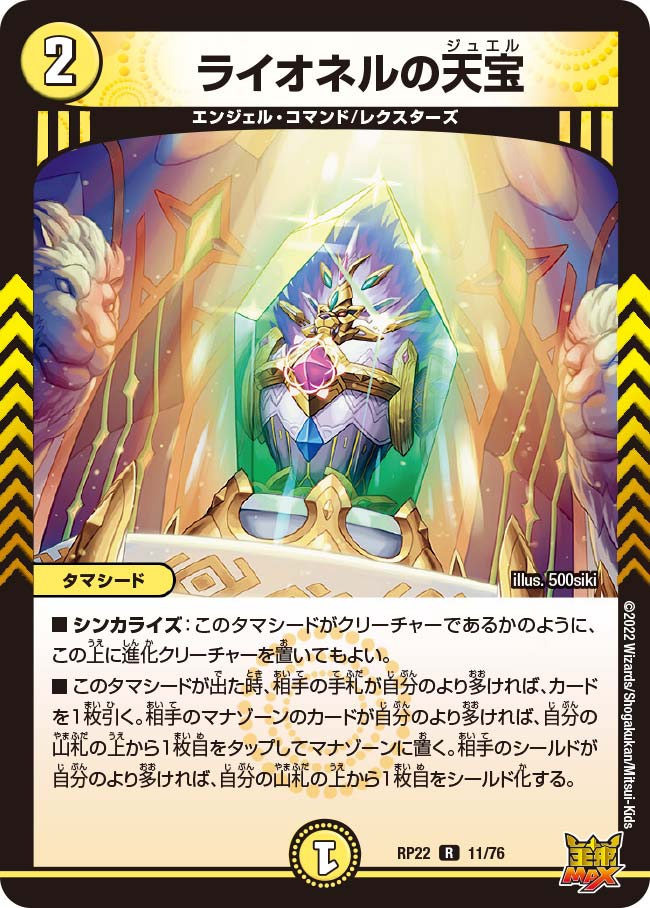 2
ジュエル
ライオネルの天宝
エンジェル・コマンド/レクスターズ
タマシード
illus. 500siki
■ シンカライズ：このタマシードがクリーチャーであるかのように、
この上に進化クリーチャーを置いてもよい。
■ このタマシードが出た時、相手の手札が自分のより多ければ、カード
を1枚引く。相手のマナゾーンのカードが自分のより多ければ、自分の
山札の上から1枚目をタップしてマナゾーンに置く。相手のシールドが
自分のより多ければ、自分の山札の上から1枚目をシールド化する。
©2022 Wizards/Shogakukan/Mitsui-Kids
1
RP22 R 11/76
王来
MAX